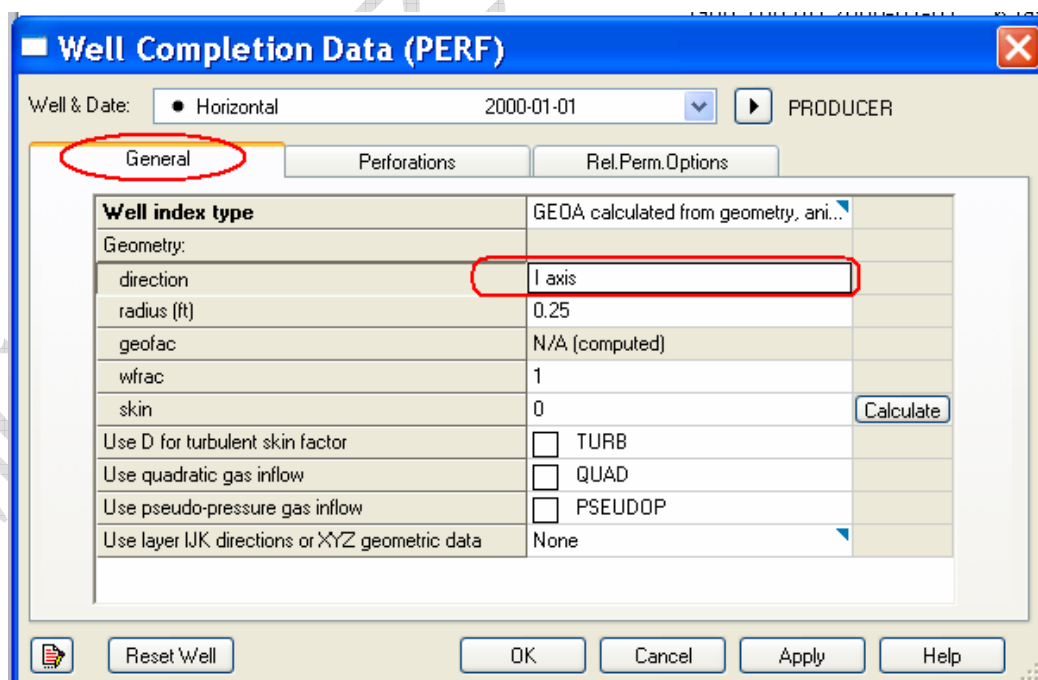 Well Completion Data (PERF)
Well & Date: Horizontal 2000-01-01 PRODUCER
General Perforations Rel.Perm.Options
Well index type GEOA calculated from geometry, ani...
Geometry:
direction I axis
radius (ft) 0.25
geofac N/A (computed)
wfrac 1
skin 0 Calculate
Use D for turbulent skin factor TURB
Use quadratic gas inflow QUAD
Use pseudo-pressure gas inflow PSEUDOP
Use layer IJK directions or XYZ geometric data None
Reset Well OK Cancel Apply Help